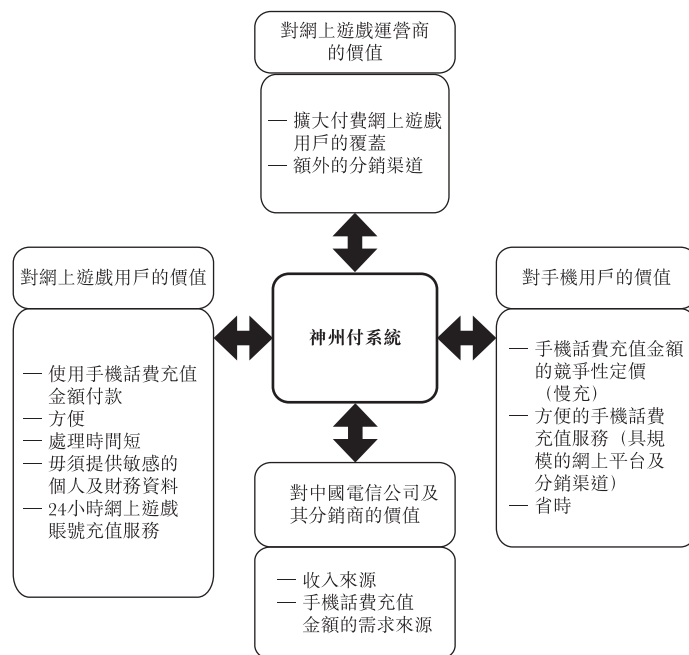 對網上遊戲運營商
的價值
— 擴大付費網上遊戲
用戶的覆蓋
— 額外的分銷渠道
對網上遊戲用戶的價值
— 使用手機話費充值
金額付款
— 方便
— 處理時間短
— 毋須提供敏感的
個人及財務資料
— 24小時網上遊戲
賬號充值服務
神州付系統
對手機用戶的價值
— 手機話費充值金額
的競爭性定價
（慢充）
— 方便的手機話費
充值服務（具規
模的網上平台及
分銷渠道）
— 省時
對中國電信公司及
其分銷商的價值
— 收入來源
— 手機話費充值
金額的需求來源